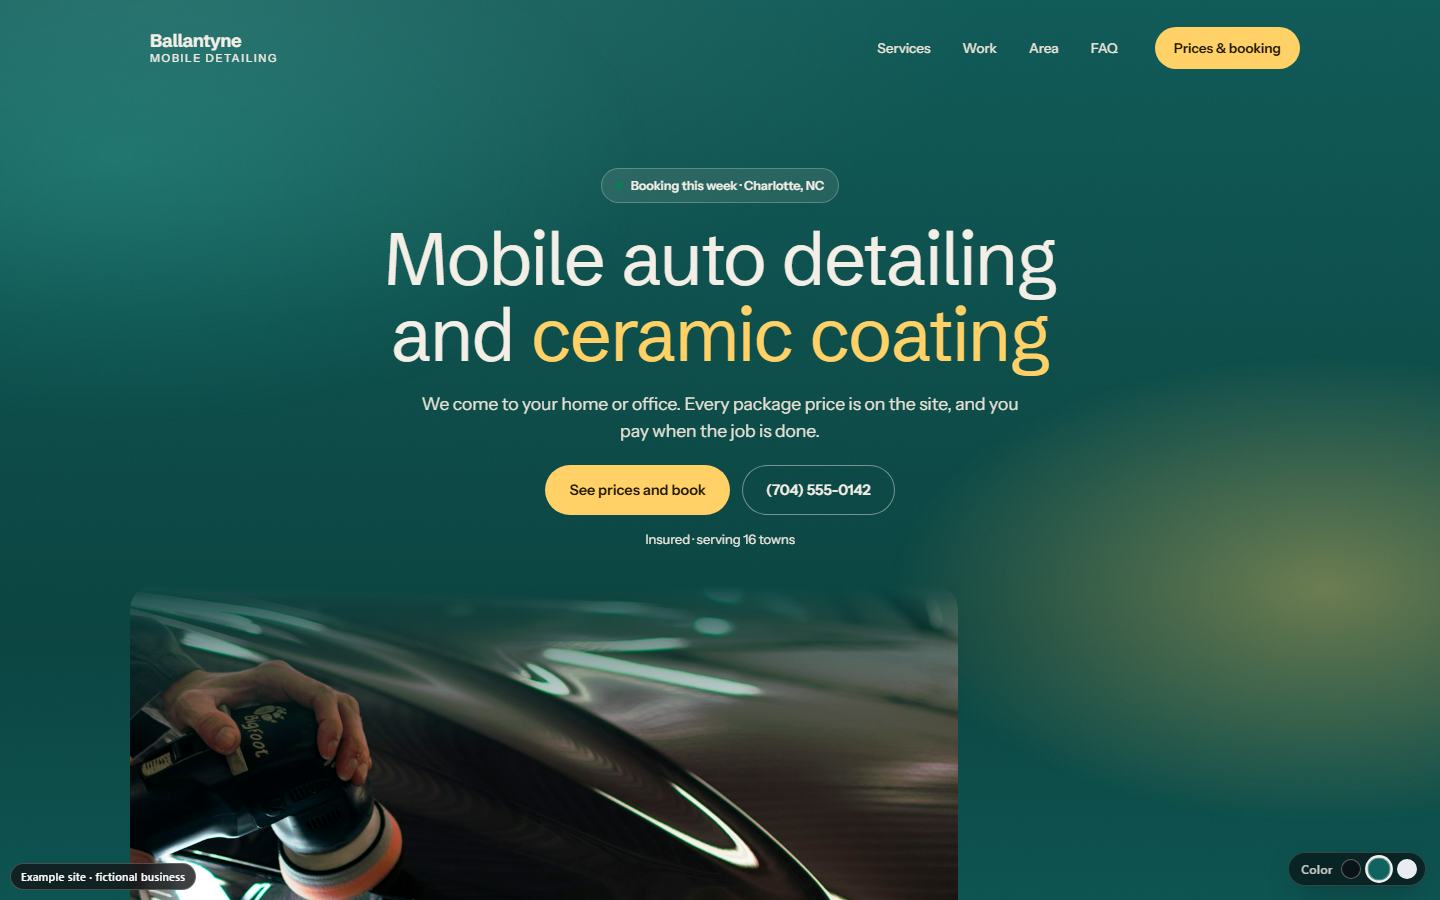 Ballantyne
MOBILE DETAILING
Services
Work
Area
FAQ
Prices & booking
Booking this week · Charlotte, NC
Mobile auto detailing
and ceramic coating
We come to your home or office. Every package price is on the site, and you
pay when the job is done.
See prices and book
(704) 555-0142
Insured · serving 16 towns
Bigfoot
Example site · fictional business
Color